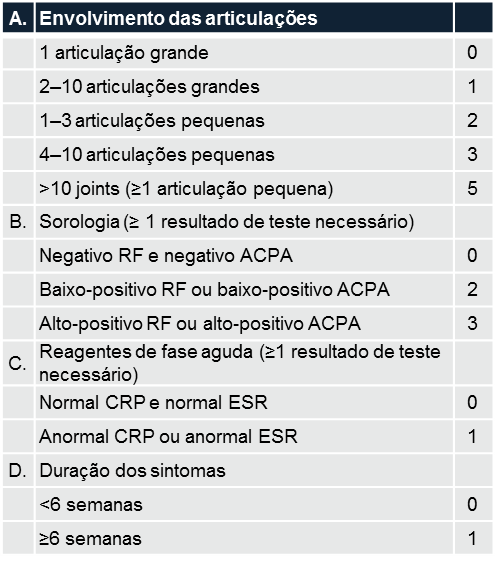 A. Envolvimento das articulações
1 articulação grande 0
2–10 articulações grandes 1
1–3 articulações pequenas 2
4–10 articulações pequenas 3
>10 joints (≥1 articulação pequena) 5
B. Sorologia (≥ 1 resultado de teste necessário)
Negativo RF e negativo ACPA 0
Baixo-positivo RF ou baixo-positivo ACPA 2
Alto-positivo RF ou alto-positivo ACPA 3
C. Reagentes de fase aguda (≥1 resultado de teste
necessário)
Normal CRP e normal ESR 0
Anormal CRP ou anormal ESR 1
D. Duração dos sintomas
<6 semanas 0
≥6 semanas 1